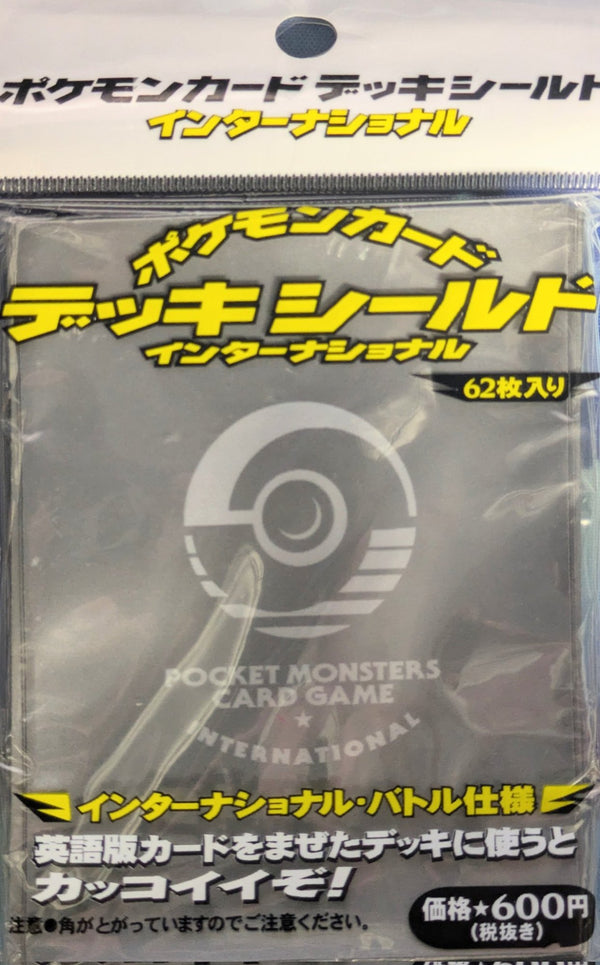 ポケモンカード デッキシールド
インターナショナル
ポケモンカード
デッキシールド
インターナショナル
62枚入り
POCKET MONSTERS
CARD GAME
★
INTERNATIONAL
インターナショナル・バトル仕様
英語版カードをまぜたデッキに使うと
カッコイイぞ!
注意●角がとがっていますのでご注意ください。
価格★600円
(税抜き)